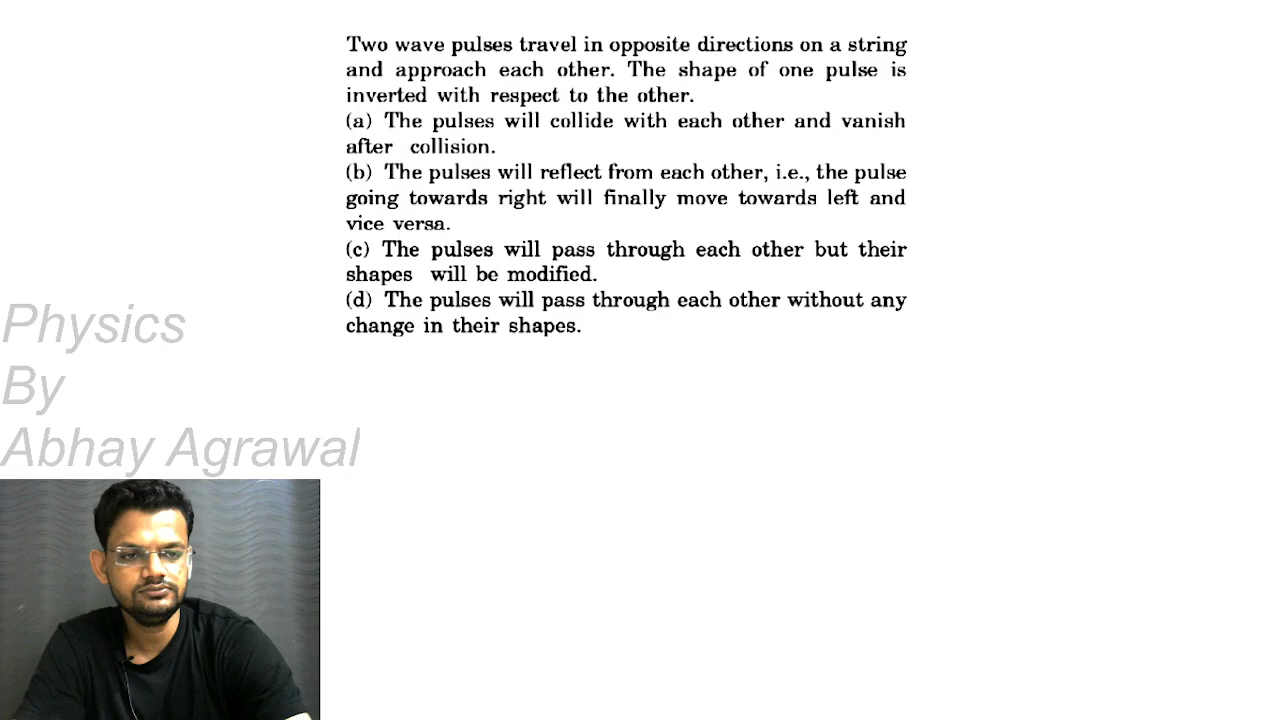 Two wave pulses travel in opposite directions on a string
and approach each other. The shape of one pulse is
inverted with respect to the other.
(a) The pulses will collide with each other and vanish
after collision.
(b) The pulses will reflect from each other, i.e., the pulse
going towards right will finally move towards left and
vice versa.
(c) The pulses will pass through each other but their
shapes will be modified.
(d) The pulses will pass through each other without any
change in their shapes.
Physics
By
Abhay Agrawal